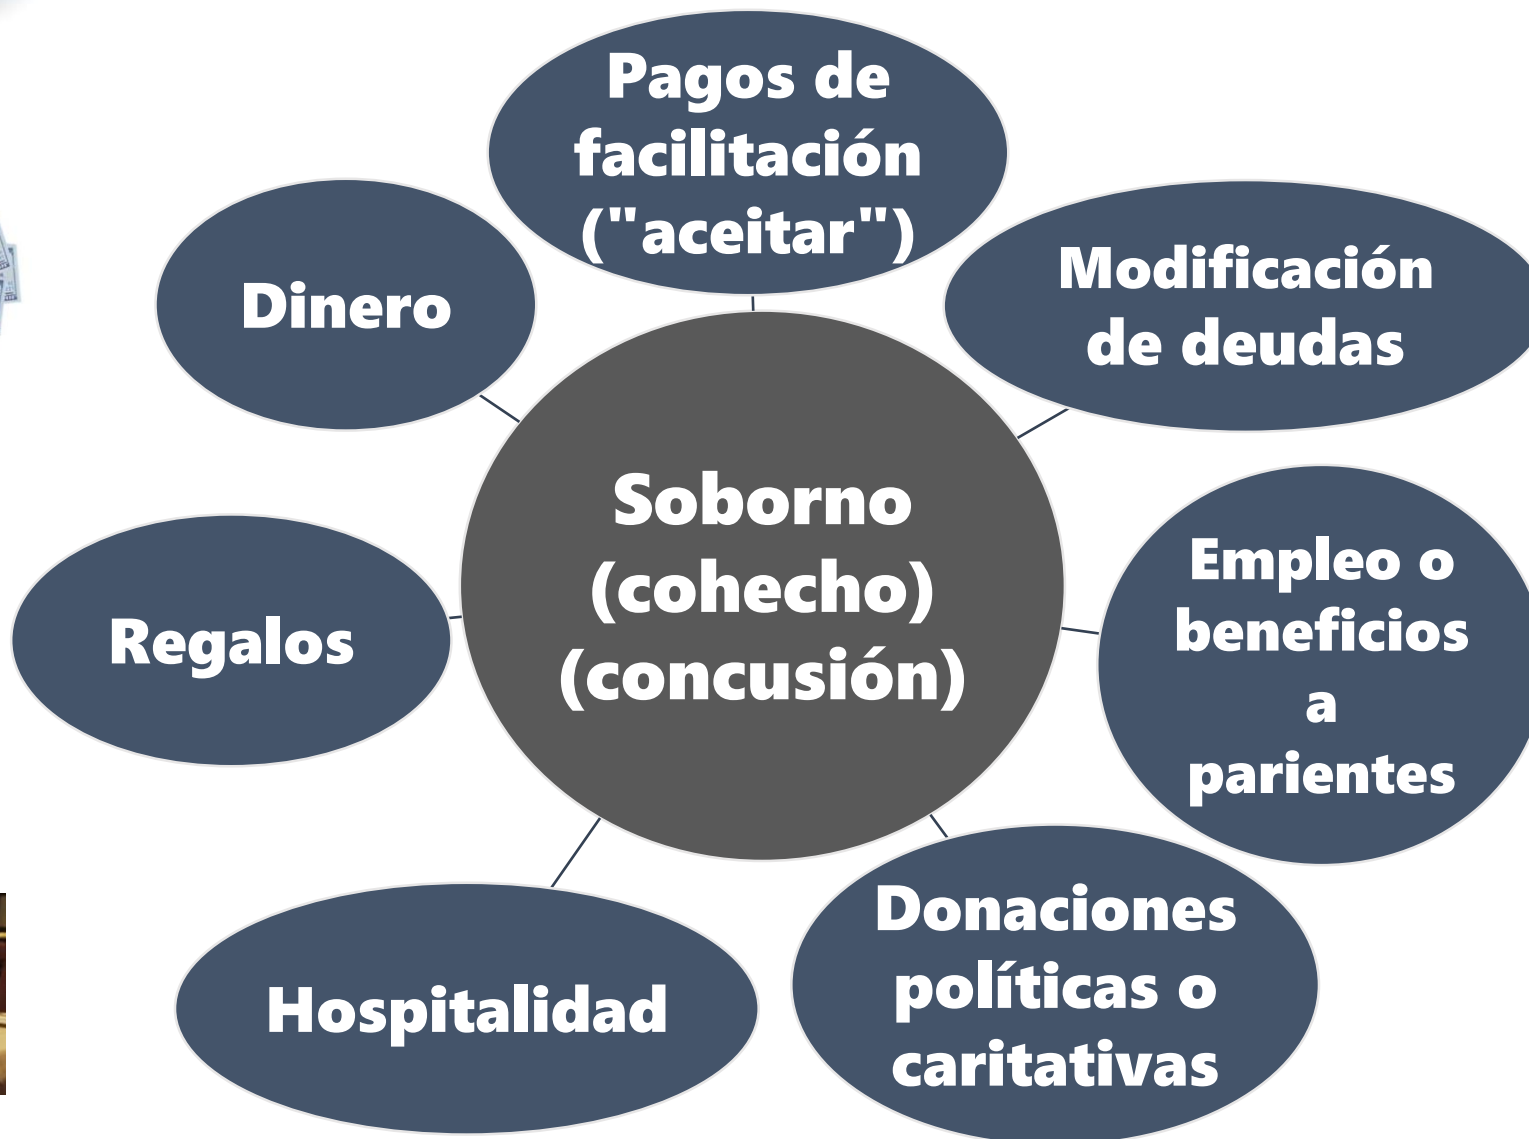 Pagos de
facilitación
("aceitar")
Dinero
Modificación
de deudas
Soborno
(cohecho)
(concusión)
Regalos
Empleo o
beneficios
a
parientes
Hospitalidad
Donaciones
políticas o
caritativas